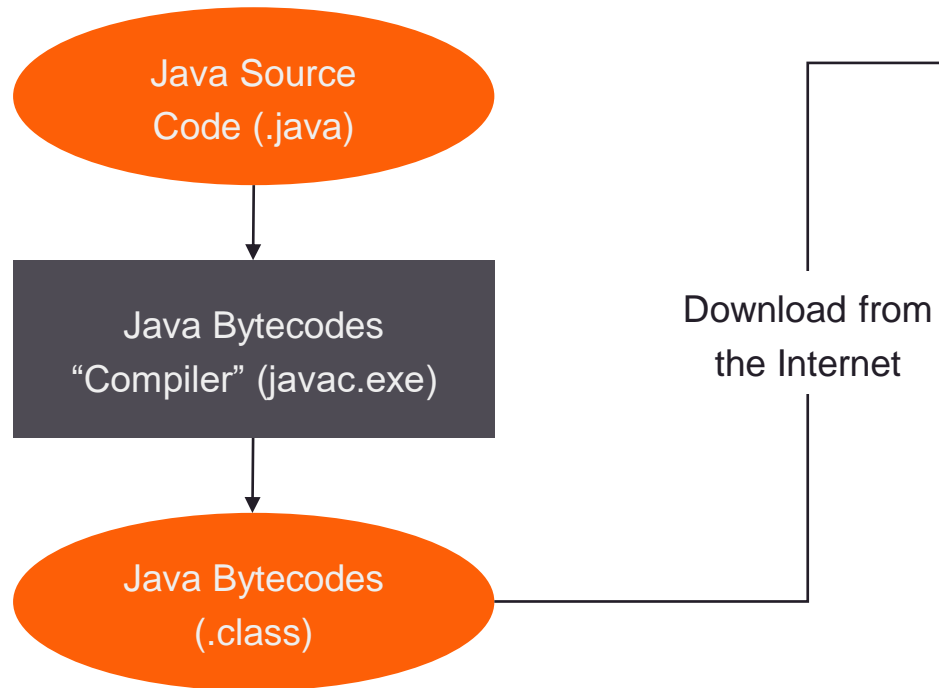 Java Source
Code (.java)
Java Bytecodes
“Compiler” (javac.exe)
Java Bytecodes
(.class)
Download from
the Internet